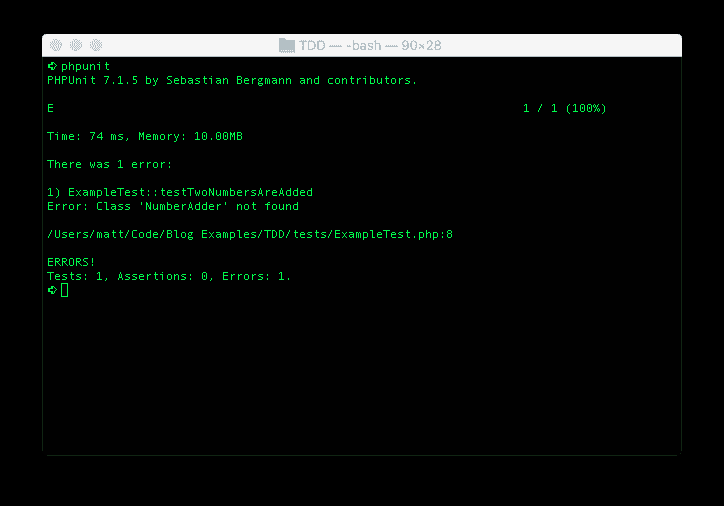 TDD — -bash — 90×28
➪ phpunit
PHPUnit 7.1.5 by Sebastian Bergmann and contributors.
E 1 / 1 (100%)
Time: 74 ms, Memory: 10.00MB
There was 1 error:
1) ExampleTest::testTwoNumbersAreAdded
Error: Class 'NumberAdder' not found
/Users/matt/Code/Blog Examples/TDD/tests/ExampleTest.php:8
ERRORS!
Tests: 1, Assertions: 0, Errors: 1.
➪